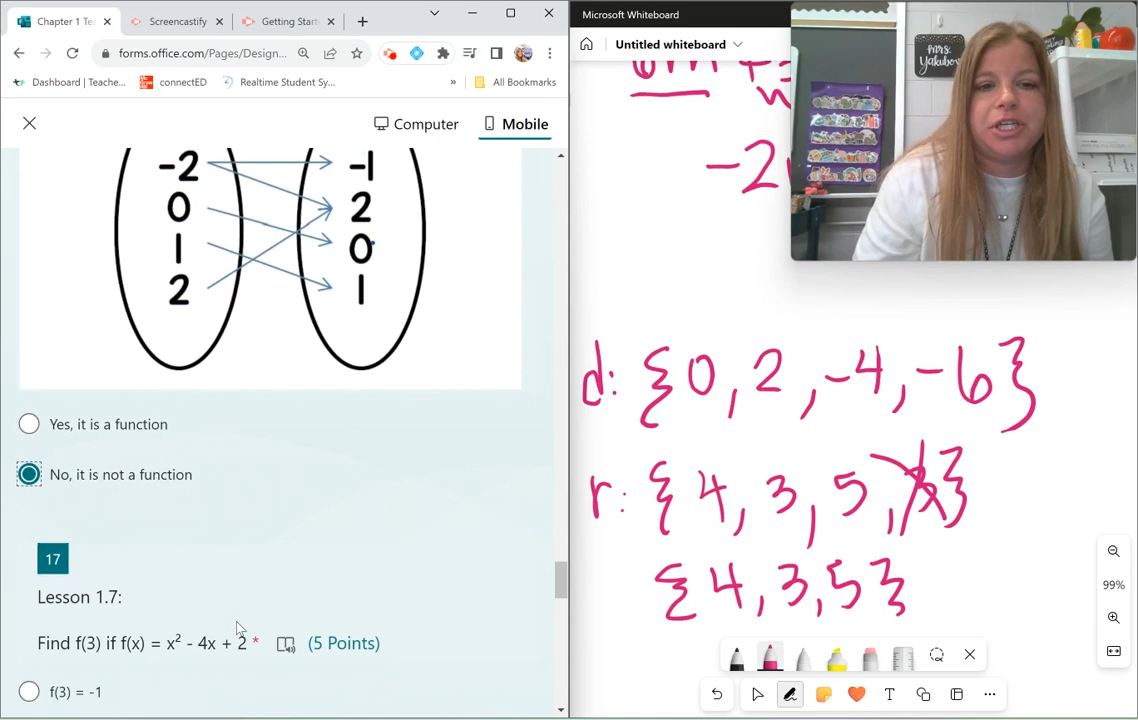 Chapter 1 Te
Screencastify
Getting Start
Microsoft Whiteboard
forms.office.com/Pages/Design...
Untitled whiteboard
Dashboard | Teache...
connectED
Realtime Student Sy...
»
All Bookmarks
Mrs.
Yakubov
Computer
Mobile
-2
-1
0
2
1
0
2
1
d: {0, 2, -4, -6}
r: {4, 3, 5, }
{4, 3, 5}
Yes, it is a function
No, it is not a function
17
Lesson 1.7:
Find f(3) if f(x) = x² - 4x + 2 * (5 Points)
f(3) = -1
99%